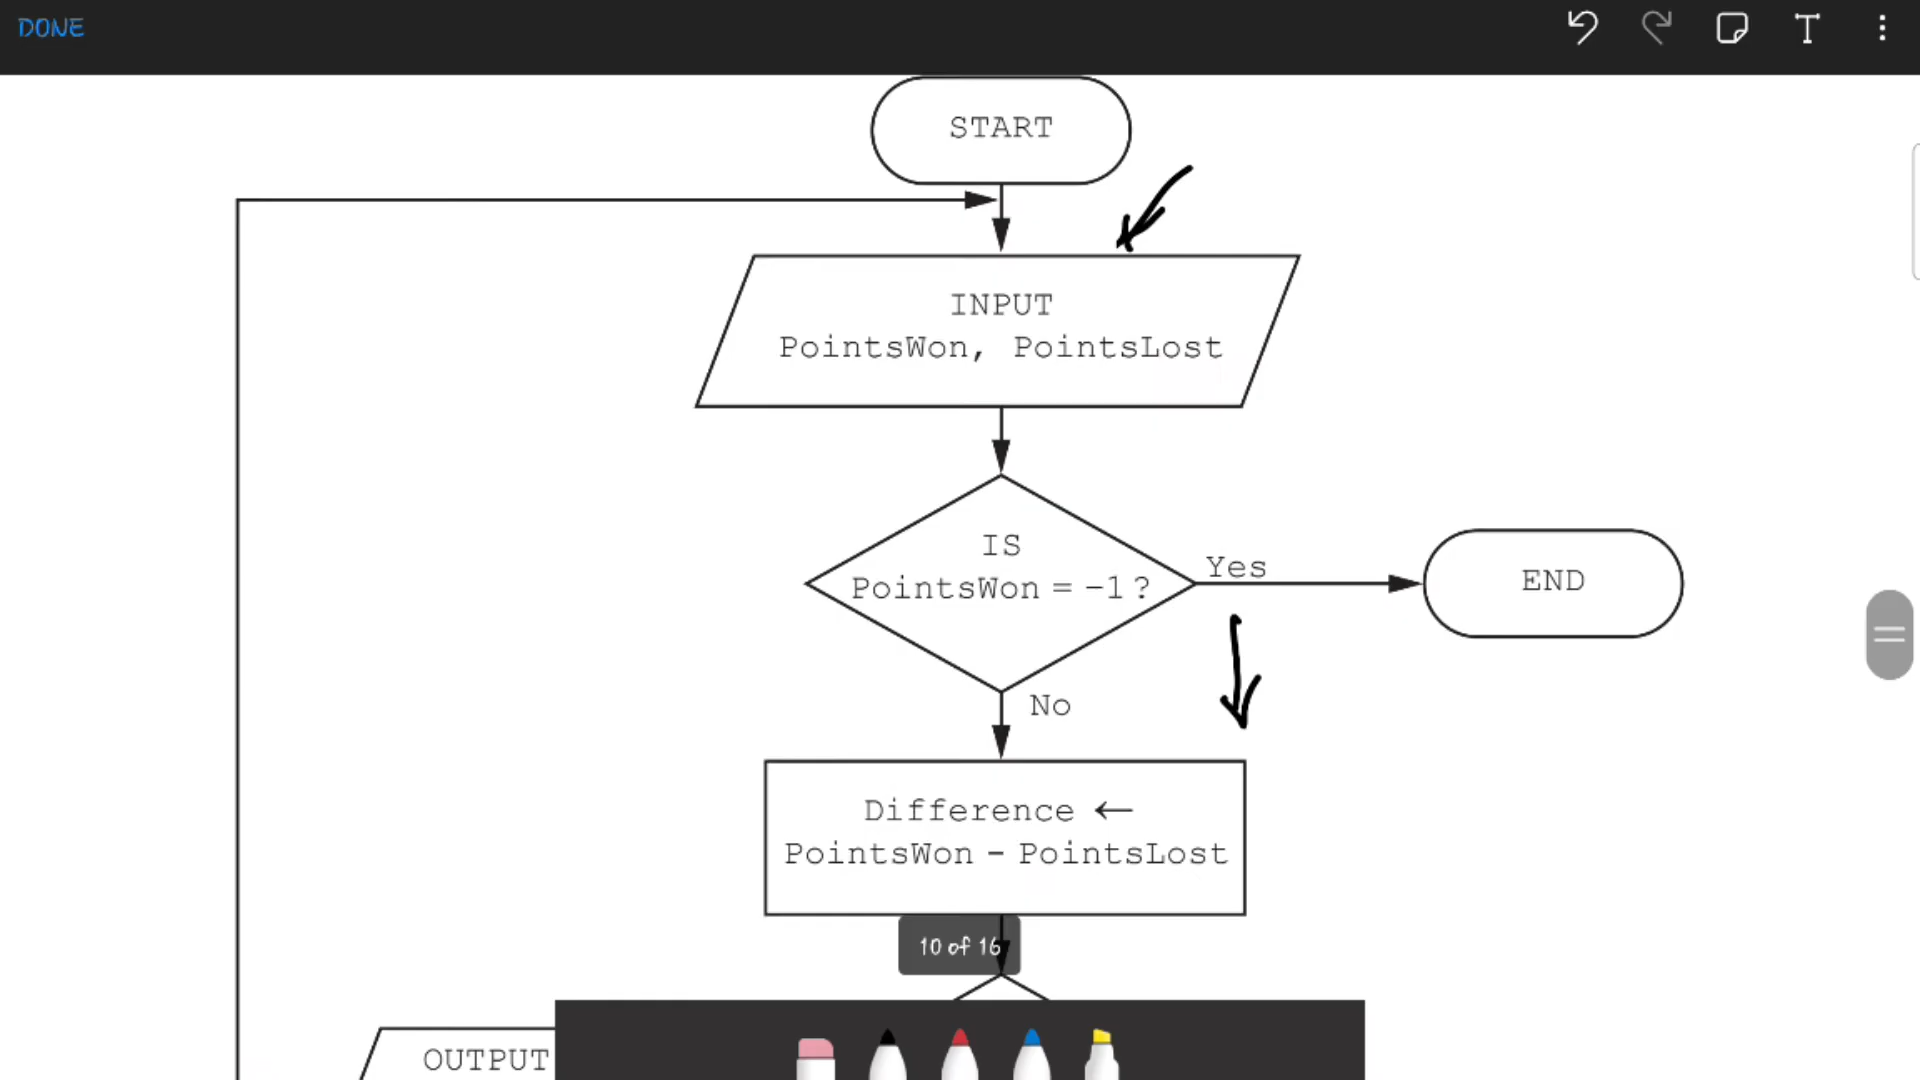 DONE
START
INPUT
PointsWon, PointsLost
IS
PointsWon = −1?
Yes
END
No
Difference ←
PointsWon − PointsLost
10 of 16
OUTPUT